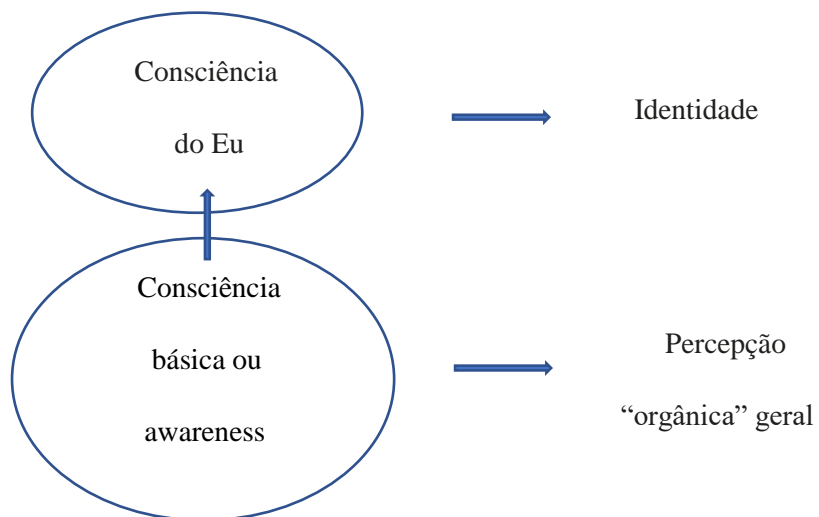 Consciência
do Eu
Identidade
Consciência
básica ou
awareness
Percepção
“orgânica” geral